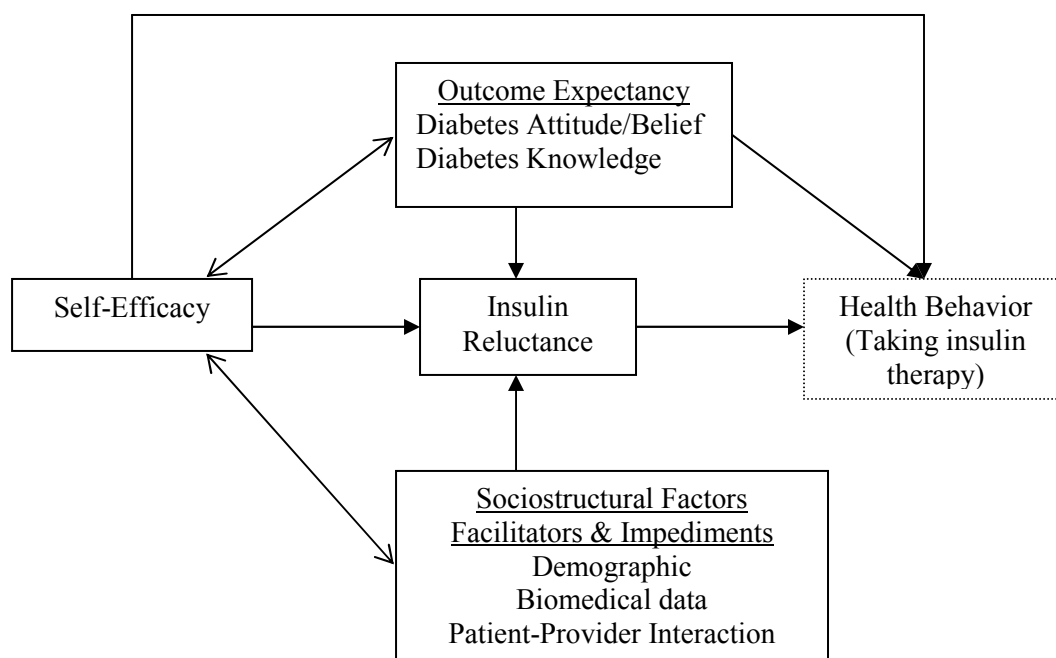 Outcome Expectancy
Diabetes Attitude/Belief
Diabetes Knowledge
Self-Efficacy
Insulin
Reluctance
Health Behavior
(Taking insulin
therapy)
Sociostructural Factors
Facilitators & Impediments
Demographic
Biomedical data
Patient-Provider Interaction